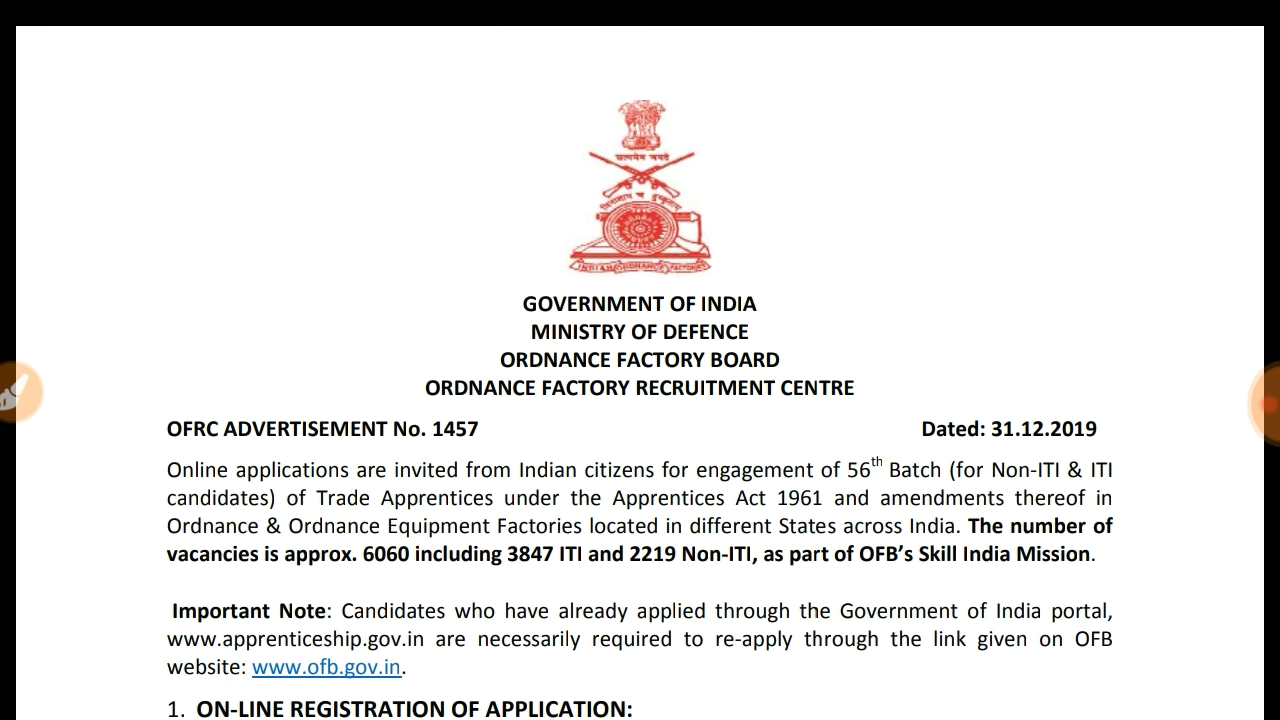 सत्यमेव जयते
INDIAN ORDNANCE FACTORIES
GOVERNMENT OF INDIA
MINISTRY OF DEFENCE
ORDNANCE FACTORY BOARD
ORDNANCE FACTORY RECRUITMENT CENTRE
OFRC ADVERTISEMENT No. 1457 Dated: 31.12.2019
Online applications are invited from Indian citizens for engagement of 56th Batch (for Non-ITI & ITI
candidates) of Trade Apprentices under the Apprentices Act 1961 and amendments thereof in
Ordnance & Ordnance Equipment Factories located in different States across India. The number of
vacancies is approx. 6060 including 3847 ITI and 2219 Non-ITI, as part of OFB’s Skill India Mission.
Important Note: Candidates who have already applied through the Government of India portal,
www.apprenticeship.gov.in are necessarily required to re-apply through the link given on OFB
website: www.ofb.gov.in.
1. ON-LINE REGISTRATION OF APPLICATION: